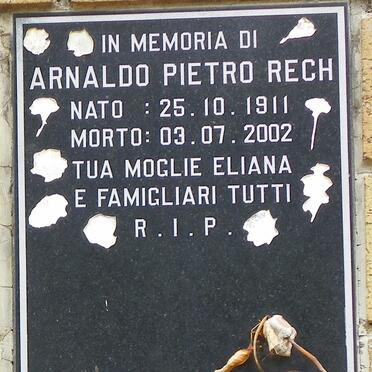 IN MEMORIA DI
ARNALDO PIETRO RECH
NATO : 25.10.1911
MORTO: 03.07.2002
TUA MOGLIE ELIANA
E FAMIGLIARI TUTTI
R.I.P.